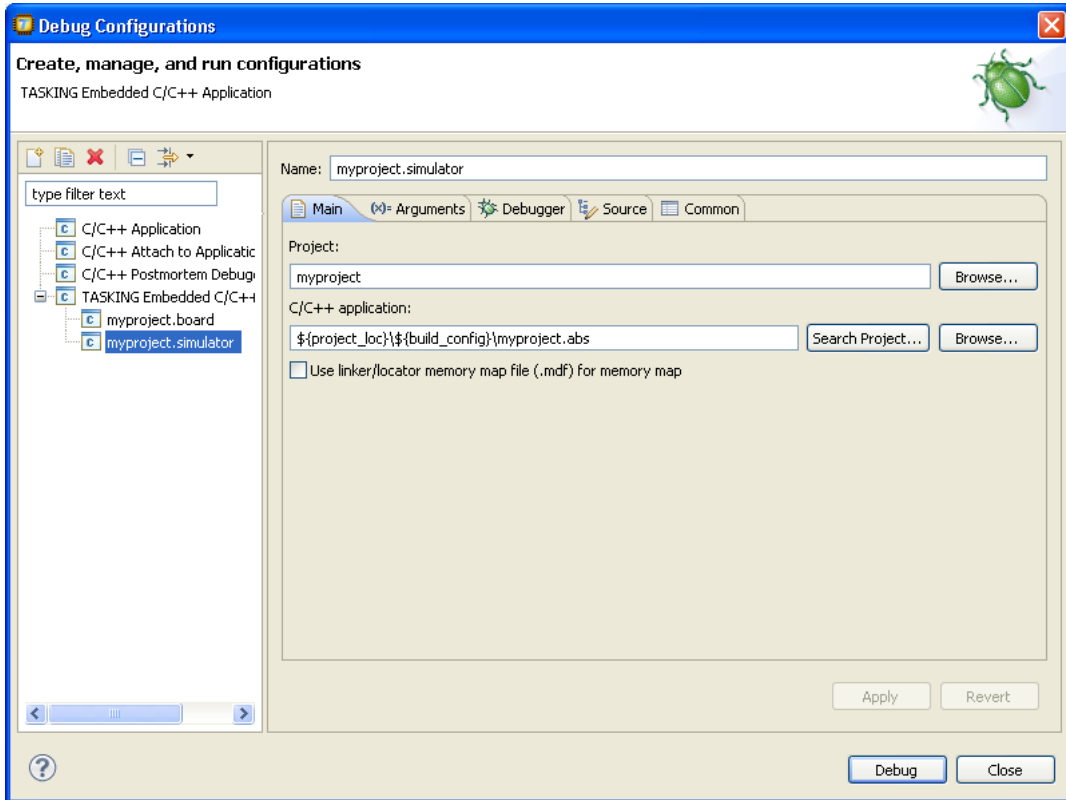 Debug Configurations
Create, manage, and run configurations
TASKING Embedded C/C++ Application
type filter text
C/C++ Application
C/C++ Attach to Applicatic
C/C++ Postmortem Debug
TASKING Embedded C/C++
myproject.board
myproject.simulator
Name: myproject.simulator
Main (x)= Arguments Debugger Source Common
Project:
myproject Browse...
C/C++ application:
${project_loc}\${build_config}\myproject.abs Search Project... Browse...
Use linker/locator memory map file (.mdf) for memory map
Apply Revert
? Debug Close